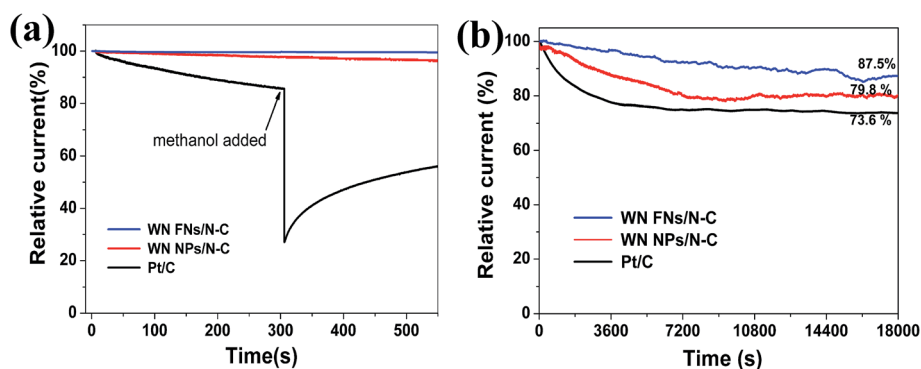 (a)
Relative current(%)
100
80
60
40
20
0
methanol added
WN FNs/N-C
WN NPs/N-C
Pt/C
0 100 200 300 400 500
Time(s)
(b)
Relative current (%)
100
80
60
40
20
0
87.5%
79.8%
73.6 %
WN FNs/N-C
WN NPs/N-C
Pt/C
0 3600 7200 10800 14400 18000
Time (s)